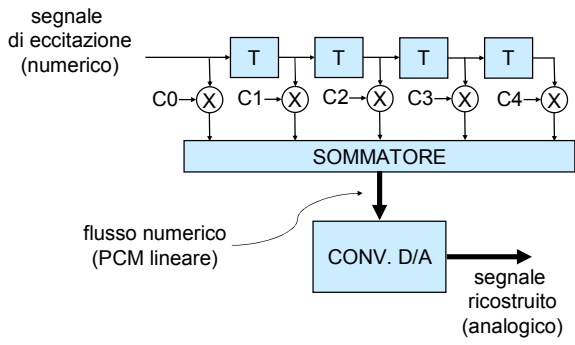 segnale
di eccitazione
(numerico)
T T T T
C0 X C1 X C2 X C3 X C4 X
SOMMATORE
flusso numerico
(PCM lineare)
CONV. D/A
segnale
ricostruito
(analogico)